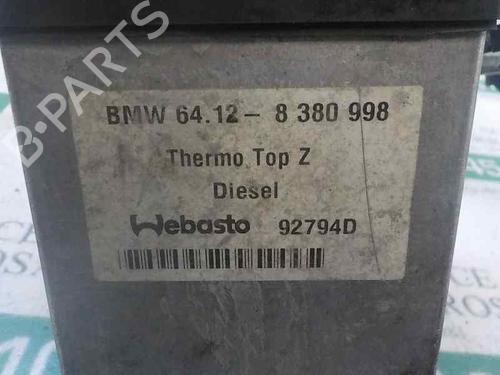 B-PARTS
BMW 64.12- 8 380 998
Thermo Top Z
Diesel
Webasto 92794D